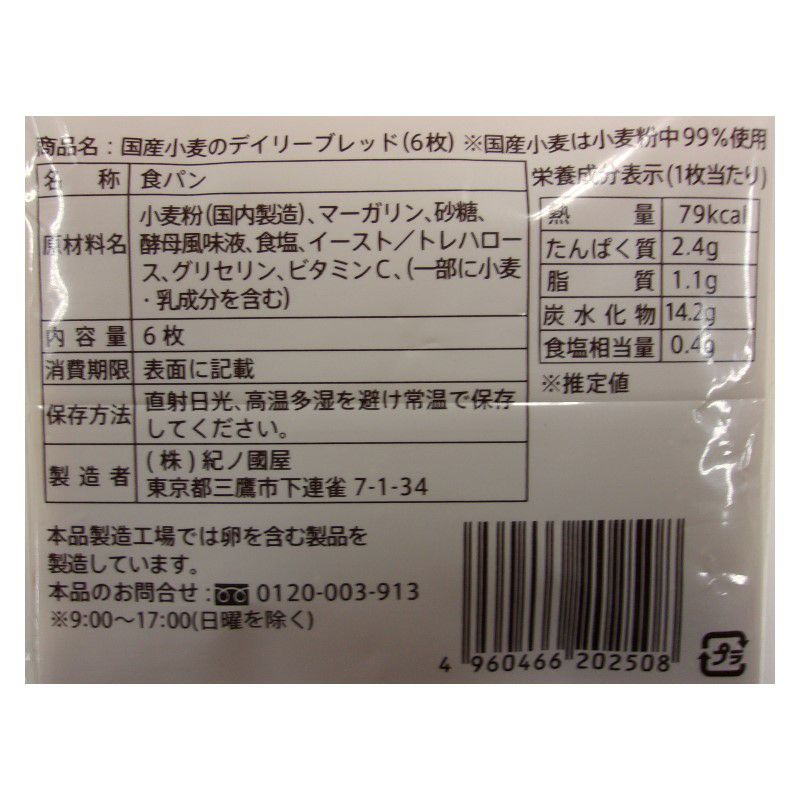 商品名：国産小麦のデイリーブレッド(6枚) ※国産小麦は小麦粉中99%使用
名 称 食パン
原材料名 小麦粉(国内製造)、マーガリン、砂糖、
酵母風味液、食塩、イースト／トレハロー
ス、グリセリン、ビタミンC、(一部に小麦
・乳成分を含む)
内容量 6枚
消費期限 表面に記載
保存方法 直射日光、高温多湿を避け常温で保存
してください。
製造者 (株)紀ノ國屋
東京都三鷹市下連雀 7-1-34
栄養成分表示(1枚当たり)
熱 量 79kcal
たんぱく質 2.4g
脂 質 1.1g
炭水化物 14.2g
食塩相当量 0.4g
※推定値
本品製造工場では卵を含む製品を
製造しています。
本品のお問合せ： 0120-003-913
※9:00～17:00(日曜を除く)
4 960466 202508
プラ